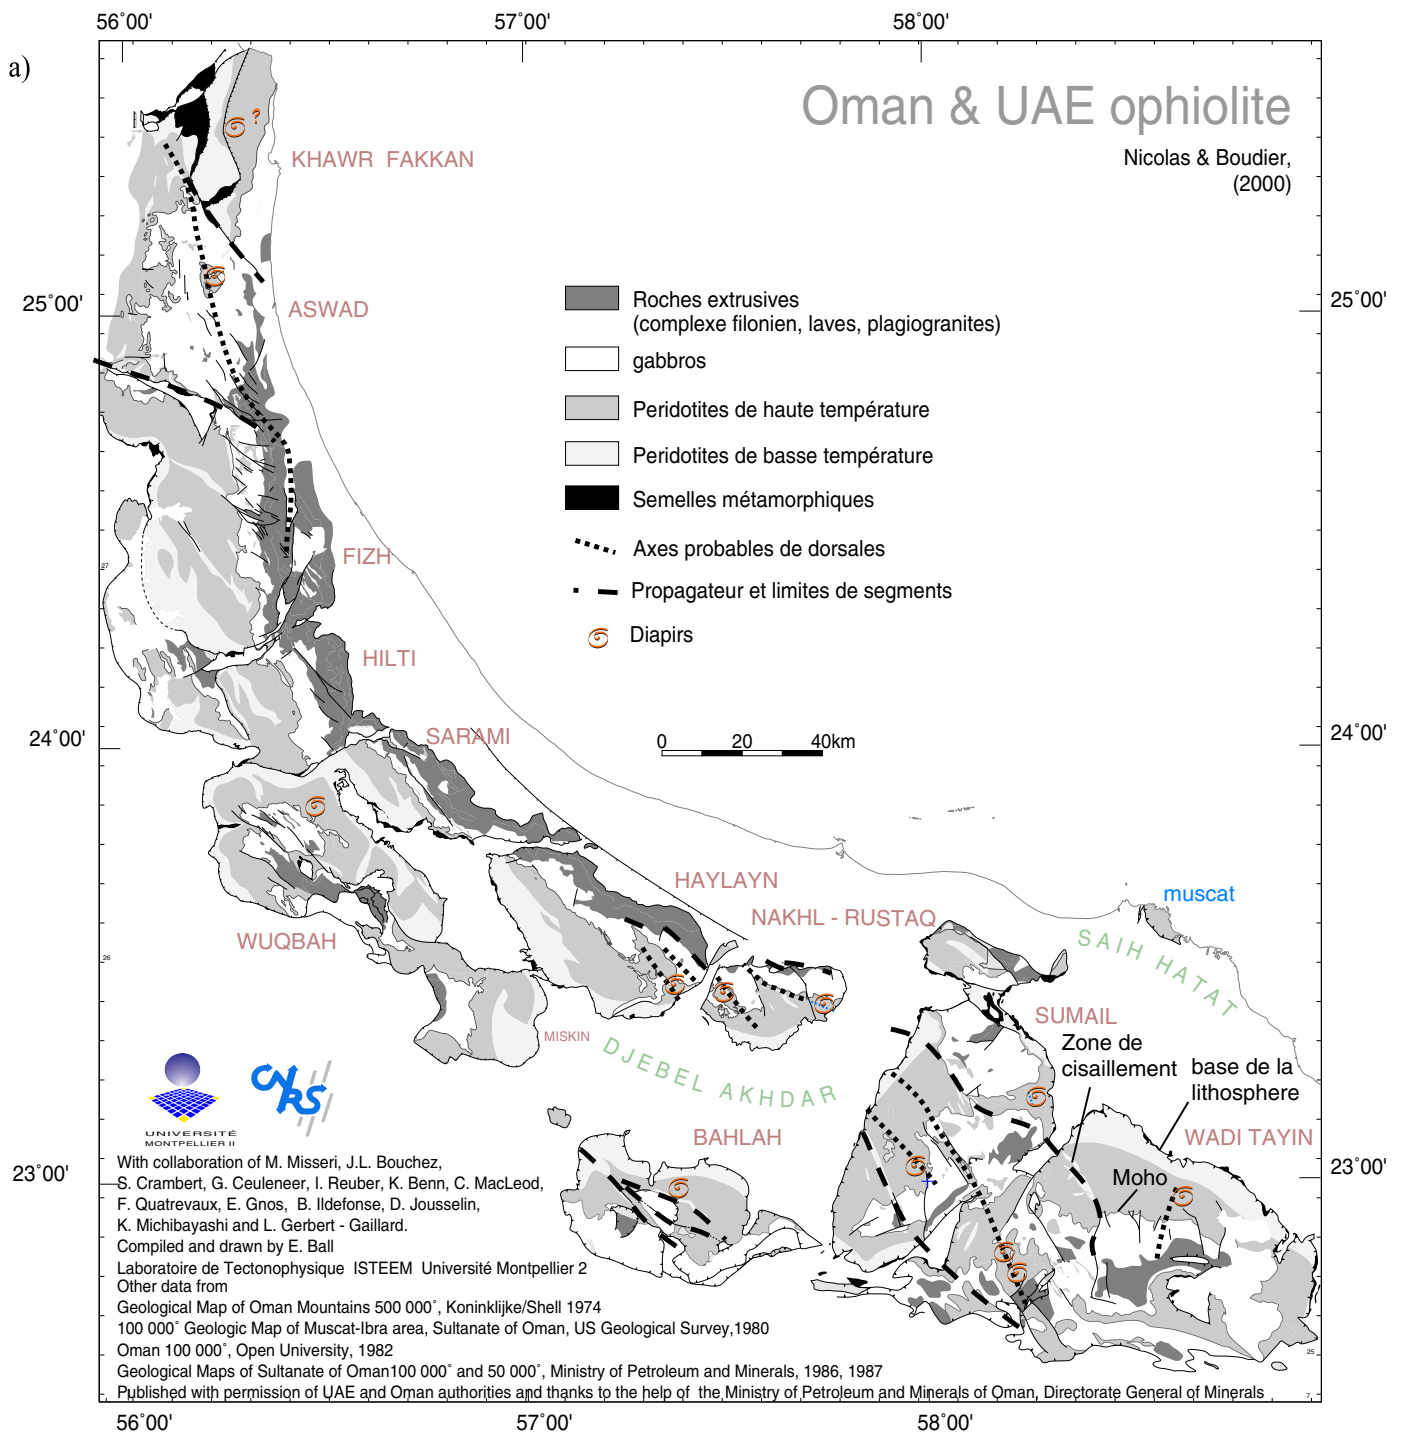 56°00'
57°00'
58°00'
a)
Oman & UAE ophiolite
Nicolas & Boudier,
(2000)
?
KHAWR FAKKAN
25°00'
ASWAD
25°00'
Roches extrusives
(complexe filonien, laves, plagiogranites)
gabbros
Peridotites de haute température
Peridotites de basse température
Semelles métamorphiques
Axes probables de dorsales
Propagateur et limites de segments
Diapirs
27
FIZH
HILTI
SARAMI
24°00'
24°00'
0 20 40km
HAYLAYN
NAKHL - RUSTAQ
muscat
WUQBAH
SAIH HATAT
26
MISKIN
SUMAIL
DJEBEL AKHDAR
Zone de
cisaillement
base de la
lithosphere
CNRS
UNIVERSITÉ
MONTPELLIER II
BAHLAH
WADI TAYIN
23°00'
23°00'
Moho
With collaboration of M. Misseri, J.L. Bouchez,
S. Crambert, G. Ceuleneer, I. Reuber, K. Benn, C. MacLeod,
F. Quatrevaux, E. Gnos, B. Ildefonse, D. Jousselin,
K. Michibayashi and L. Gerbert - Gaillard.
Compiled and drawn by E. Ball
Laboratoire de Tectonophysique ISTEEM Université Montpellier 2
Other data from
Geological Map of Oman Mountains 500 000°, Koninklijke/Shell 1974
100 000° Geologic Map of Muscat-Ibra area, Sultanate of Oman, US Geological Survey,1980
Oman 100 000°, Open University, 1982
25
Geological Maps of Sultanate of Oman100 000° and 50 000°, Ministry of Petroleum and Minerals, 1986, 1987
Published with permission of UAE and Oman authorities and thanks to the help of the Ministry of Petroleum and Minerals of Oman, Directorate General of Minerals
7
56°00'
57°00'
58°00'